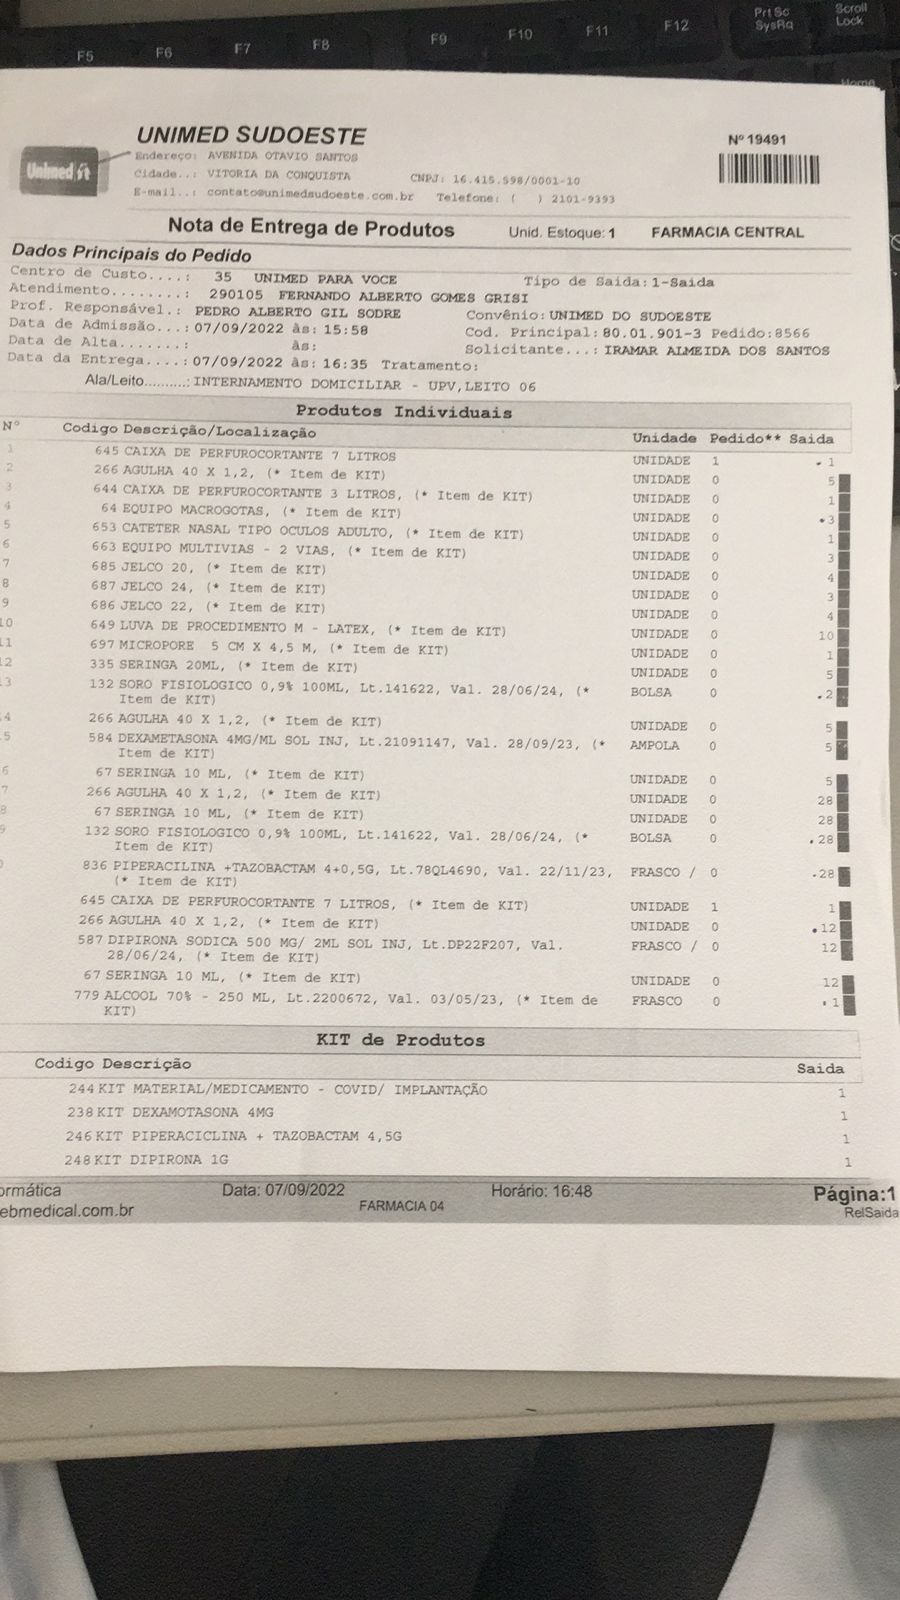 F5 F6 F7 F8 F9 F10 F11 F12 PrtSc SysRq Scroll Lock
Home
UNIMED SUDOESTE
Nº 19491
Unimed
Endereço: AVENIDA OTAVIO SANTOS
Cidade..: VITORIA DA CONQUISTA CNPJ: 16.415.598/0001-10
E-mail..: contato@unimedsudoeste.com.br Telefone: ( ) 2101-9393
Nota de Entrega de Produtos Unid. Estoque: 1 FARMACIA CENTRAL
Dados Principais do Pedido
Centro de Custo....: 35 UNIMED PARA VOCE Tipo de Saida: 1-Saida
Atendimento........: 290105 FERNANDO ALBERTO GOMES GRISI
Prof. Responsável.: PEDRO ALBERTO GIL SODRE Convênio: UNIMED DO SUDOESTE
Data de Admissão...: 07/09/2022 às: 15:58 Cod. Principal: 80.01.901-3 Pedido:8566
Data de Alta.......: às: Solicitante...: IRAMAR ALMEIDA DOS SANTOS
Data da Entrega....: 07/09/2022 às: 16:35 Tratamento:
Ala/Leito..........: INTERNAMENTO DOMICILIAR - UPV,LEITO 06
Produtos Individuais
Nº Codigo Descrição/Localização Unidade Pedido** Saida
1 645 CAIXA DE PERFUROCORTANTE 7 LITROS UNIDADE 1 1
2 266 AGULHA 40 X 1,2, (* Item de KIT) UNIDADE 0 5
3 644 CAIXA DE PERFUROCORTANTE 3 LITROS, (* Item de KIT) UNIDADE 0 1
4 64 EQUIPO MACROGOTAS, (* Item de KIT) UNIDADE 0 3
5 653 CATETER NASAL TIPO OCULOS ADULTO, (* Item de KIT) UNIDADE 0 1
6 663 EQUIPO MULTIVIAS - 2 VIAS, (* Item de KIT) UNIDADE 0 3
7 685 JELCO 20, (* Item de KIT) UNIDADE 0 4
8 687 JELCO 24, (* Item de KIT) UNIDADE 0 3
9 686 JELCO 22, (* Item de KIT) UNIDADE 0 4
10 649 LUVA DE PROCEDIMENTO M - LATEX, (* Item de KIT) UNIDADE 0 10
11 697 MICROPORE 5 CM X 4,5 M, (* Item de KIT) UNIDADE 0 1
12 335 SERINGA 20ML, (* Item de KIT) UNIDADE 0 5
13 132 SORO FISIOLOGICO 0,9% 100ML, Lt.141622, Val. 28/06/24, (* BOLSA 0 2
Item de KIT)
4 266 AGULHA 40 X 1,2, (* Item de KIT) UNIDADE 0 5
5 584 DEXAMETASONA 4MG/ML SOL INJ, Lt.21091147, Val. 28/09/23, (* AMPOLA 0 5
Item de KIT)
6 67 SERINGA 10 ML, (* Item de KIT) UNIDADE 0 5
7 266 AGULHA 40 X 1,2, (* Item de KIT) UNIDADE 0 28
8 67 SERINGA 10 ML, (* Item de KIT) UNIDADE 0 28
9 132 SORO FISIOLOGICO 0,9% 100ML, Lt.141622, Val. 28/06/24, (* BOLSA 0 28
Item de KIT)
836 PIPERACILINA +TAZOBACTAM 4+0,5G, Lt.78QL4690, Val. 22/11/23, FRASCO / 0 28
(* Item de KIT)
645 CAIXA DE PERFUROCORTANTE 7 LITROS, (* Item de KIT) UNIDADE 1 1
266 AGULHA 40 X 1,2, (* Item de KIT) UNIDADE 0 12
587 DIPIRONA SODICA 500 MG/ 2ML SOL INJ, Lt.DP22F207, Val. FRASCO / 0 12
28/06/24, (* Item de KIT)
67 SERINGA 10 ML, (* Item de KIT) UNIDADE 0 12
779 ALCOOL 70% - 250 ML, Lt.2200672, Val. 03/05/23, (* Item de FRASCO 0 1
KIT)
KIT de Produtos
Codigo Descrição Saida
244 KIT MATERIAL/MEDICAMENTO - COVID/ IMPLANTAÇÃO 1
238 KIT DEXAMOTASONA 4MG 1
246 KIT PIPERACICLINA + TAZOBACTAM 4,5G 1
248 KIT DIPIRONA 1G 1
ormática Data: 07/09/2022 Horário: 16:48 Página:1
ebmedical.com.br FARMACIA 04 RelSaida